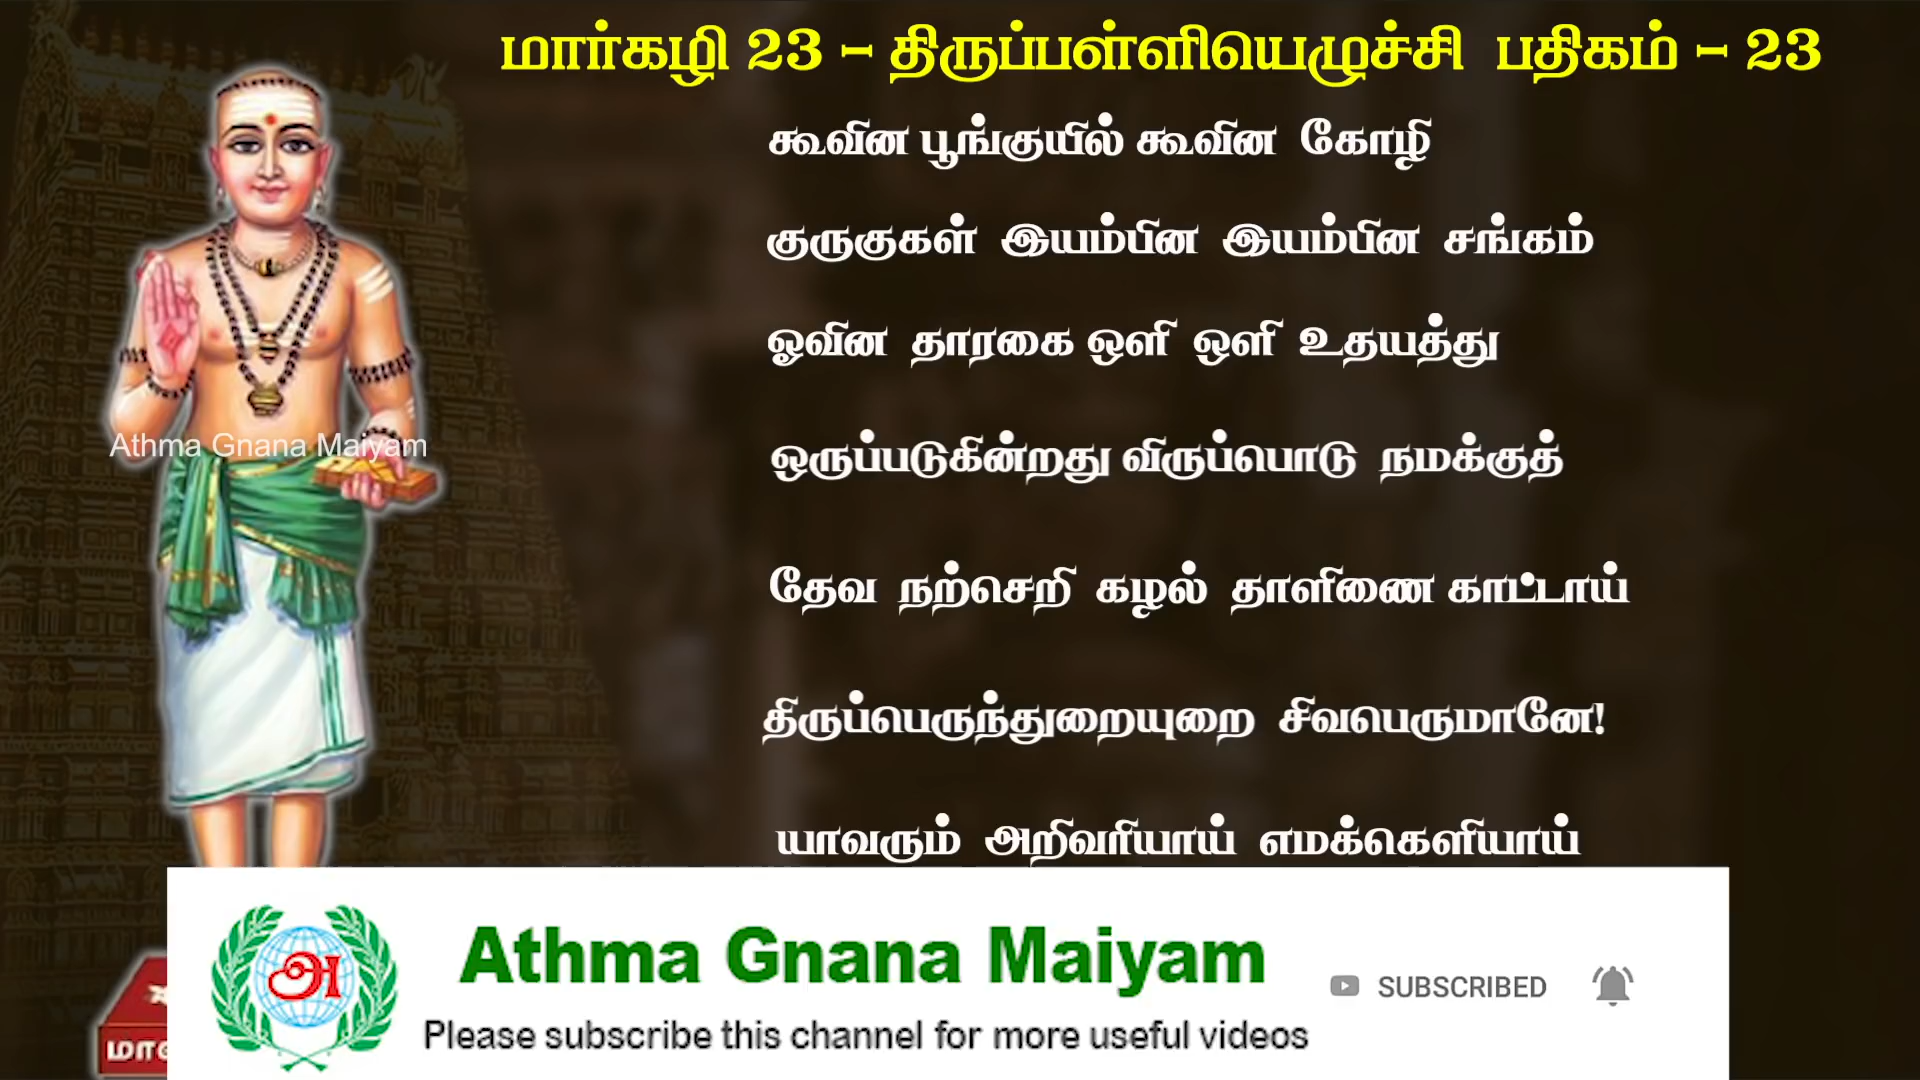 மார்கழி 23 – திருப்பள்ளியெழுச்சி பதிகம் – 23
கூவின பூங்குயில் கூவின கோழி
குருகுகள் இயம்பின இயம்பின சங்கம்
ஓவின தாரகை ஒளி ஒளி உதயத்து
ஒருப்படுகின்றது விருப்பொடு நமக்குத்
தேவ நற்செறி கழல் தாளிணை காட்டாய்
திருப்பெருந்துறையுறை சிவபெருமானே!
யாவரும் அறிவரியாய் எமக்கெளியாய்
Athma Gnana Maiyam
அ
Athma Gnana Maiyam
SUBSCRIBED
Please subscribe this channel for more useful videos